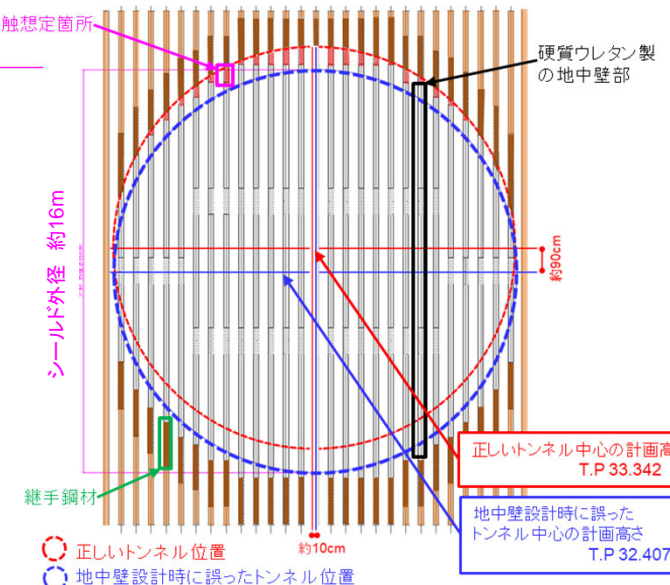 触想定箇所
硬質ウレタン製
の地中壁部
シールド外径 約16m
約90cm
正しいトンネル中心の計画高
T.P 33.342
地中壁設計時に誤った
トンネル中心の計画高さ
T.P 32.407
継手鋼材
約10cm
正しいトンネル位置
地中壁設計時に誤ったトンネル位置